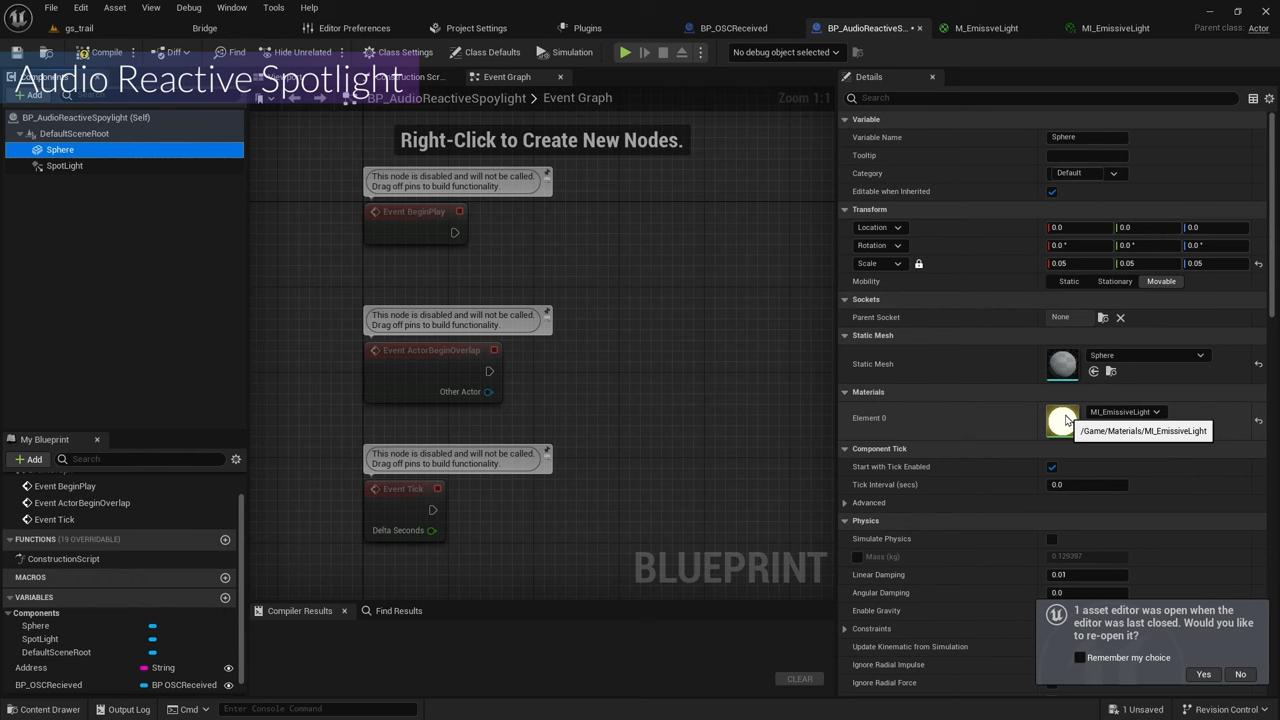 File Edit Asset View Debug Window Tools Help
gs_trail Bridge Editor Preferences Project Settings Plugins BP_OSCReceived BP_AudioReactiveS... • M_EmissveLight MI_EmissiveLight Parent class: Actor
Compile Diff Find Hide Unrelated Class Settings Class Defaults Simulation No debug object selected
Audio Reactive Spotlight
Construction Scr... Event Graph
Add
BP_AudioReactiveSpoylight (Self)
DefaultSceneRoot
Sphere
SpotLight
BP_AudioReactiveSpoylight > Event Graph Zoom 1:1
Right-Click to Create New Nodes.
This node is disabled and will not be called.
Drag off pins to build functionality.
Event BeginPlay
This node is disabled and will not be called.
Drag off pins to build functionality.
Event ActorBeginOverlap
Other Actor
This node is disabled and will not be called.
Drag off pins to build functionality.
Event Tick
Delta Seconds
BLUEPRINT
My Blueprint
Add Search
Event BeginPlay
Event ActorBeginOverlap
Event Tick
FUNCTIONS (19 OVERRIDABLE)
ConstructionScript
MACROS
VARIABLES
Components
Sphere
SpotLight
DefaultSceneRoot
Address String
BP_OSCRecieved BP OSCReceived
Compiler Results Find Results
CLEAR
Details
Search
Variable
Variable Name Sphere
Tooltip
Category Default
Editable when Inherited
Transform
Location 0.0 0.0 0.0
Rotation 0.0 ° 0.0 ° 0.0 °
Scale 0.05 0.05 0.05
Mobility Static Stationary Movable
Sockets
Parent Socket None
Static Mesh
Static Mesh Sphere
Materials
Element 0 MI_EmissiveLight
/Game/Materials/MI_EmissiveLight
Component Tick
Start with Tick Enabled
Tick Interval (secs) 0.0
Advanced
Physics
Simulate Physics
Mass (kg) 0.129397
Linear Damping 0.01
Angular Damping 0.0
Enable Gravity
Constraints
Update Kinematic from Simulation
Ignore Radial Impulse
Ignore Radial Force
1 asset editor was open when the
editor was last closed. Would you like
to re-open it?
Remember my choice
Yes No
Content Drawer Output Log Cmd Enter Console Command 1 Unsaved Revision Control